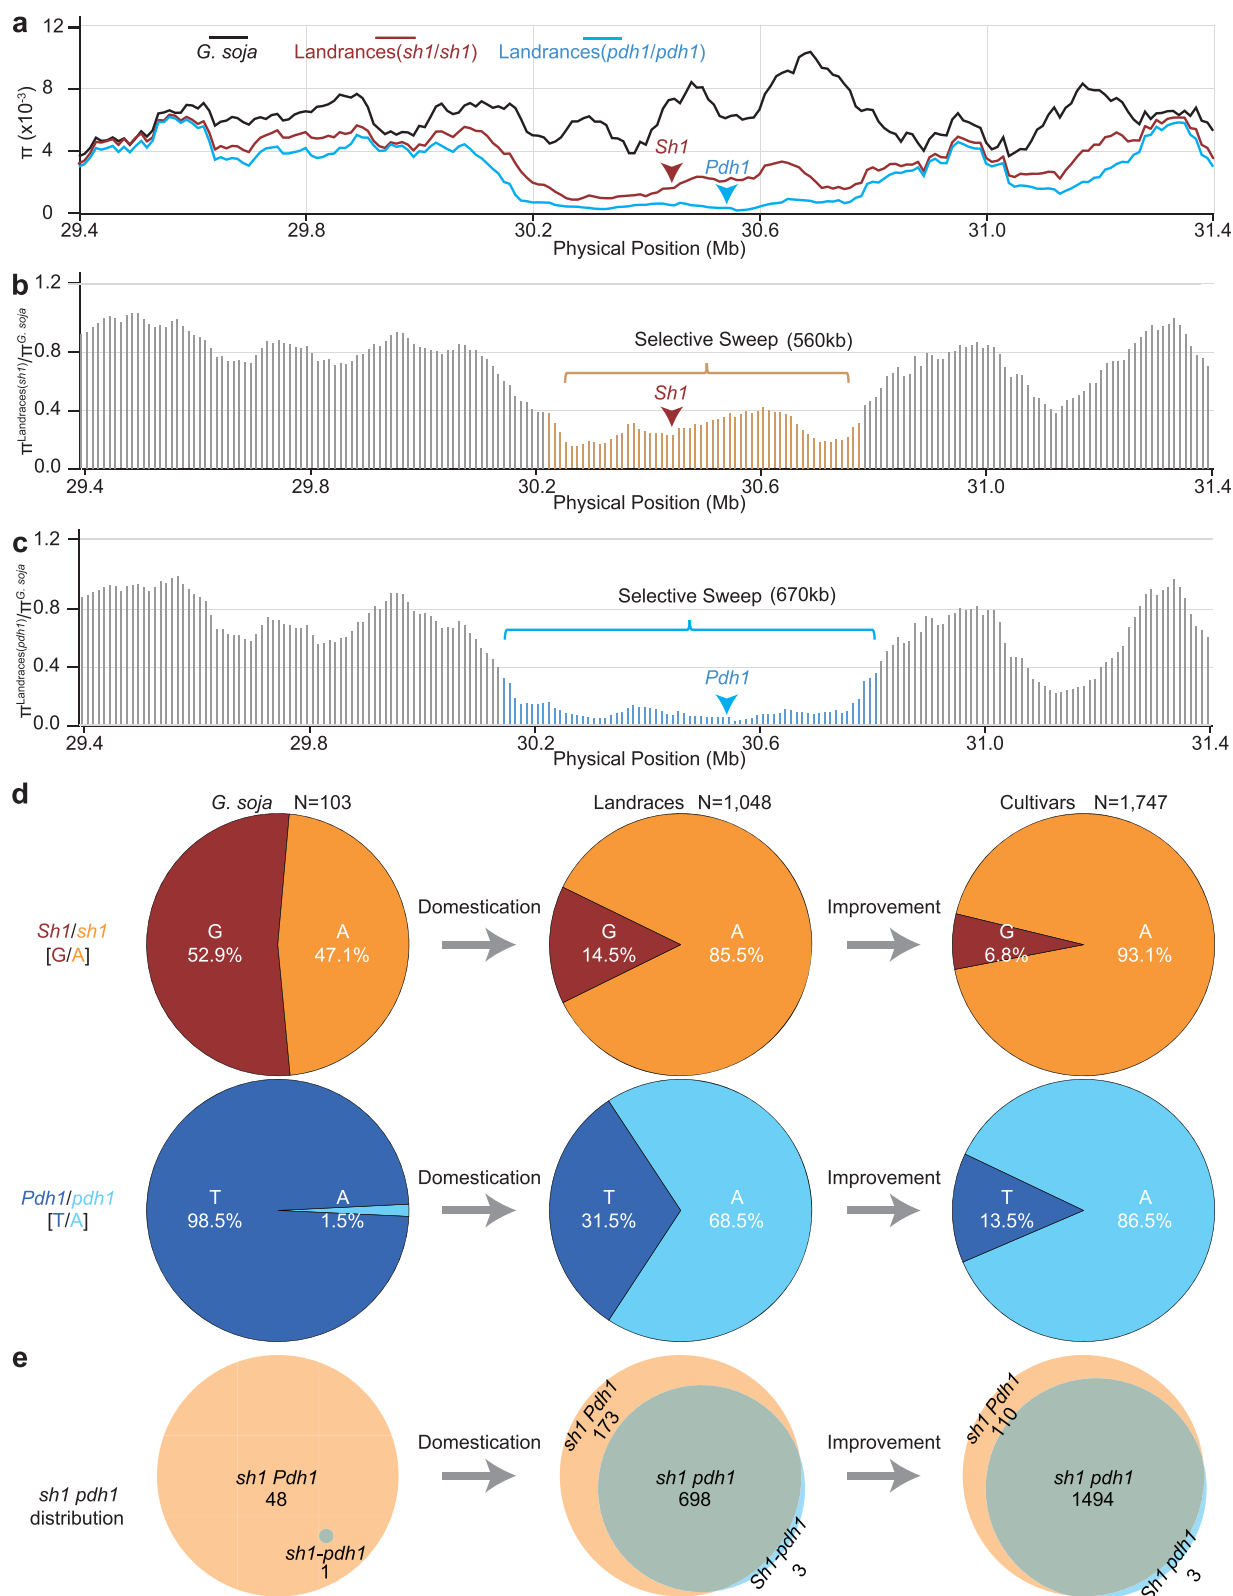 a
12
8
4
0
π (x10⁻³)
G. soja
Landrances(sh1/sh1)
Landrances(pdh1/pdh1)
Sh1
Pdh1
29.4 29.8 30.2 30.6 31.0 31.4
Physical Position (Mb)
b
1.2
0.8
0.4
0.0
π^Landraces(sh1)/π^G. soja
Selective Sweep (560kb)
Sh1
29.4 29.8 30.2 30.6 31.0 31.4
Physical Position (Mb)
c
1.2
0.8
0.4
0.0
π^Landraces(pdh1)/π^G. soja
Selective Sweep (670kb)
Pdh1
29.4 29.8 30.2 30.6 31.0 31.4
Physical Position (Mb)
d
G. soja N=103
Landraces N=1,048
Cultivars N=1,747
Sh1/sh1
[G/A]
G
52.9%
A
47.1%
Domestication
G
14.5%
A
85.5%
Improvement
G
6.8%
A
93.1%
Pdh1/pdh1
[T/A]
T
98.5%
A
1.5%
Domestication
T
31.5%
A
68.5%
Improvement
T
13.5%
A
86.5%
e
sh1 pdh1
distribution
sh1 Pdh1
48
sh1-pdh1
1
Domestication
sh1 Pdh1
173
sh1 pdh1
698
Sh1-pdh1
3
Improvement
sh1 Pdh1
110
sh1 pdh1
1494
Sh1 pdh1
3